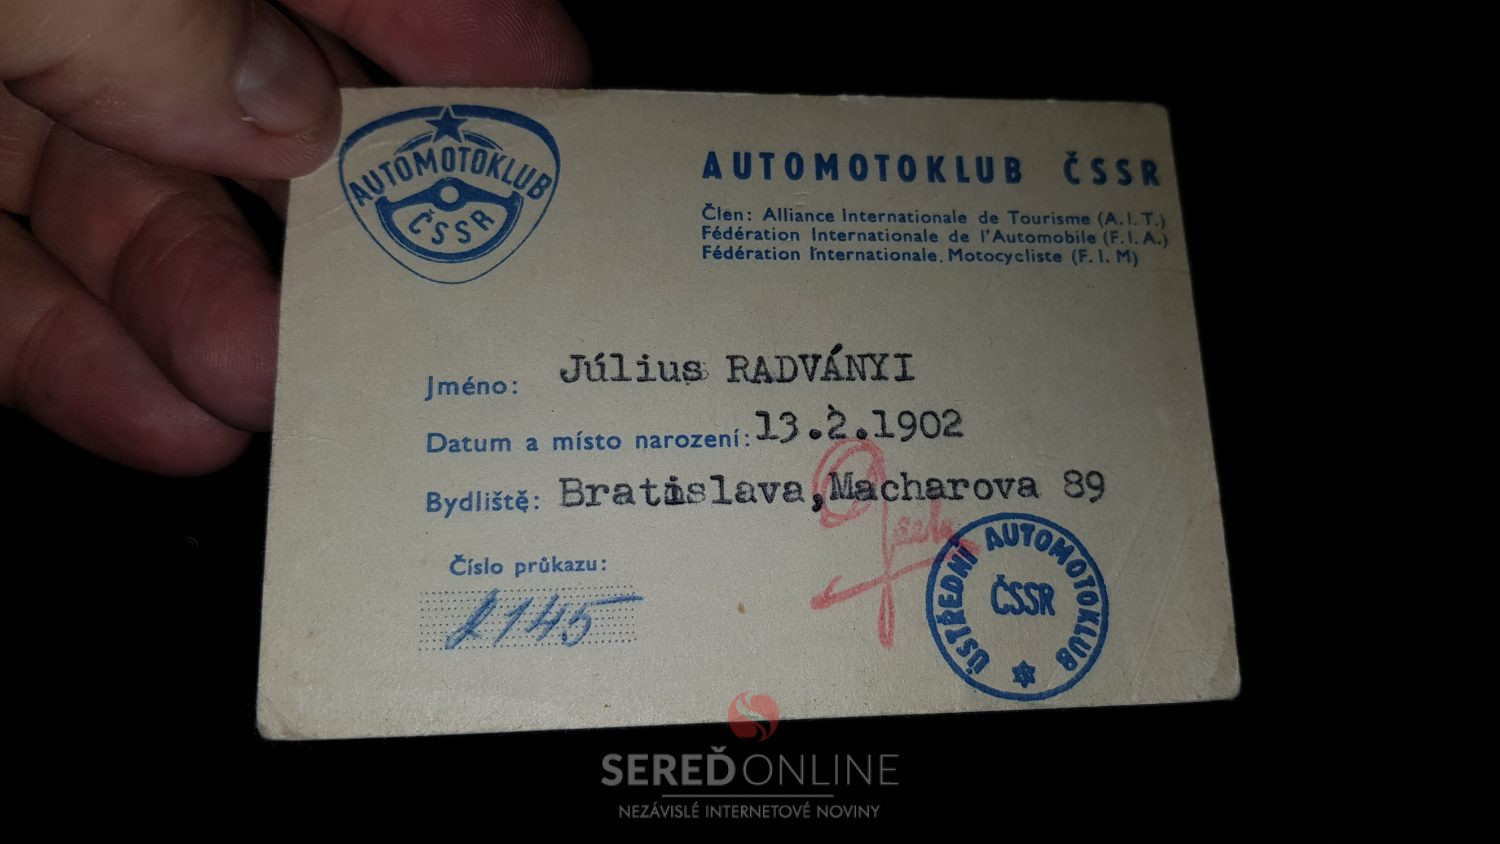 AUTOMOTOKLUB
ČSSR
AUTOMOTOKLUB ČSSR
Člen: Alliance Internationale de Tourisme (A.I.T.)
Fédération Internationale de l'Automobile (F.I.A.)
Fédération Internationale Motocycliste (F.I.M)
Jméno: Július RADVÁNYI
Datum a místo narození: 13.2.1902
Bydliště: Bratislava, Macharova 89
Číslo průkazu:
2145
ÚSTŘEDNÍ AUTOMOTOKLUB
ČSSR
SEREĎONLINE
NEZÁVISLÉ INTERNETOVÉ NOVINY